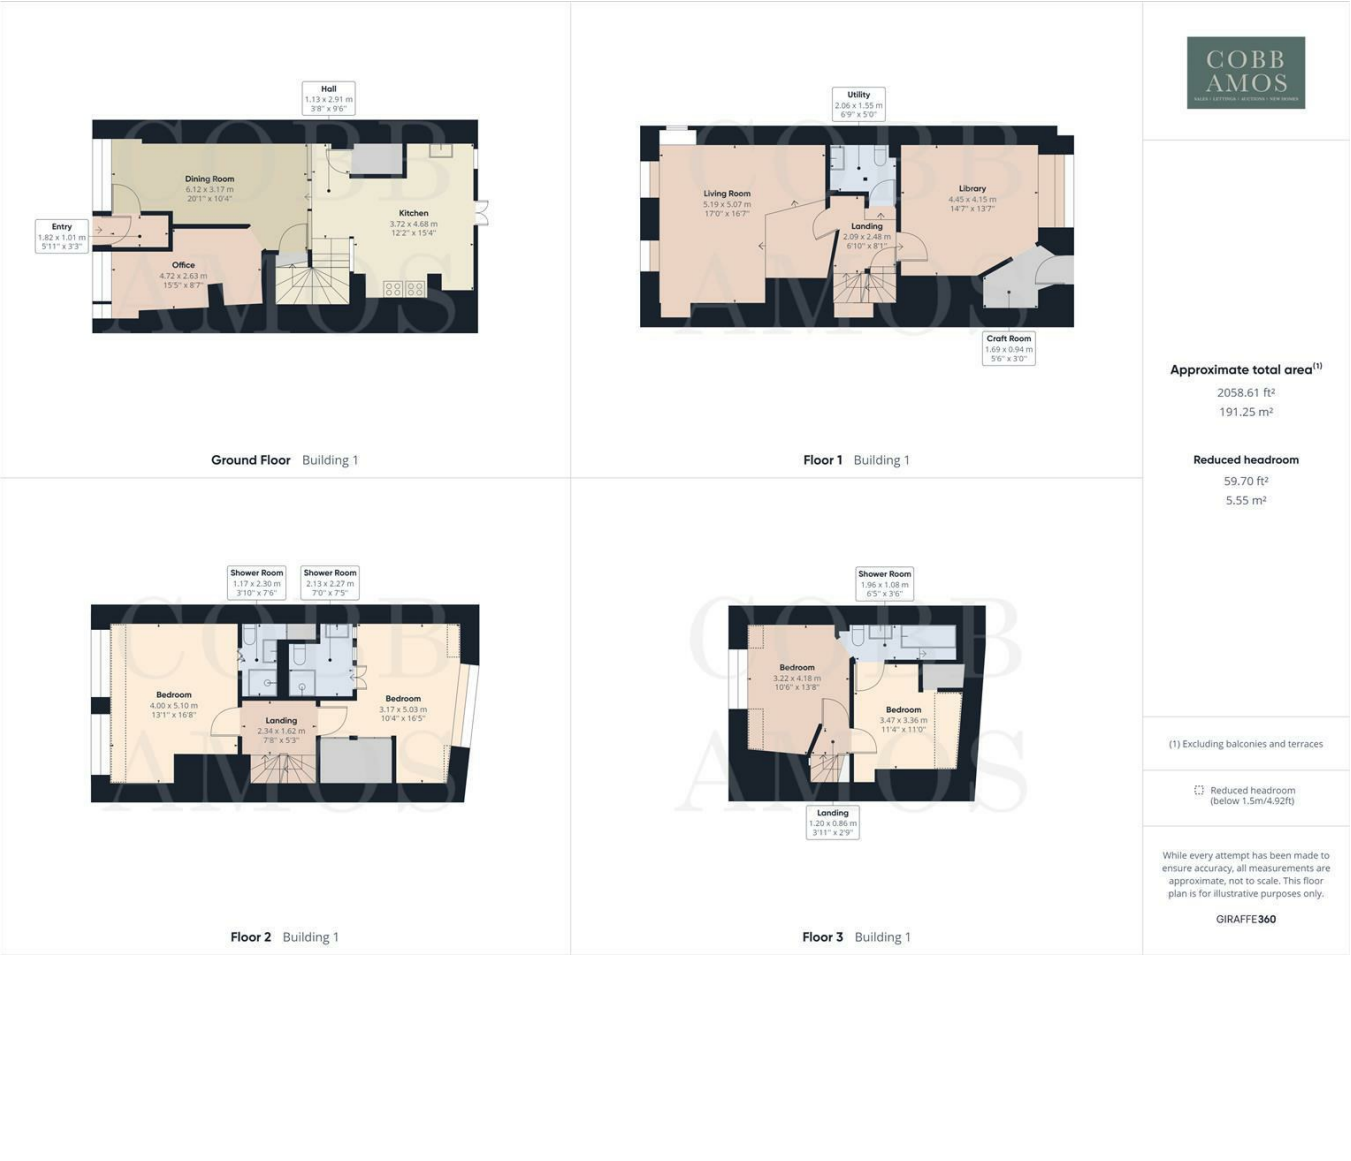 Hall
1.13 x 2.91 m
3'8" x 9'6"
Dining Room
6.12 x 3.17 m
20'1" x 10'4"
Kitchen
3.72 x 4.68 m
12'2" x 15'4"
Entry
1.82 x 1.01 m
5'11" x 3'3"
Office
4.72 x 2.63 m
15'5" x 8'7"
COBB
AMOS
Ground Floor Building 1
Utility
2.06 x 1.55 m
6'9" x 5'0"
Living Room
5.19 x 5.07 m
17'0" x 16'7"
Library
4.45 x 4.15 m
14'7" x 13'7"
Landing
2.09 x 2.48 m
6'10" x 8'1"
Craft Room
1.69 x 0.94 m
5'6" x 3'0"
COBB
AMOS
Floor 1 Building 1
Shower Room
1.17 x 2.30 m
3'10" x 7'6"
Shower Room
2.13 x 2.27 m
7'0" x 7'5"
Bedroom
4.00 x 5.10 m
13'1" x 16'8"
Bedroom
3.17 x 5.03 m
10'4" x 16'5"
Landing
2.34 x 1.62 m
7'8" x 5'3"
COBB
AMOS
Floor 2 Building 1
Shower Room
1.96 x 1.08 m
6'5" x 3'6"
Bedroom
3.22 x 4.18 m
10'6" x 13'8"
Bedroom
3.47 x 3.36 m
11'4" x 11'0"
Landing
1.20 x 0.86 m
3'11" x 2'9"
COBB
AMOS
Floor 3 Building 1
COBB
AMOS
SALES • LETTINGS • AUCTIONS • NEW HOMES
Approximate total area(1)
2058.61 ft²
191.25 m²
Reduced headroom
59.70 ft²
5.55 m²
(1) Excluding balconies and terraces
Reduced headroom
(below 1.5m/4.92ft)
While every attempt has been made to
ensure accuracy, all measurements are
approximate, not to scale. This floor
plan is for illustrative purposes only.
GIRAFFE360